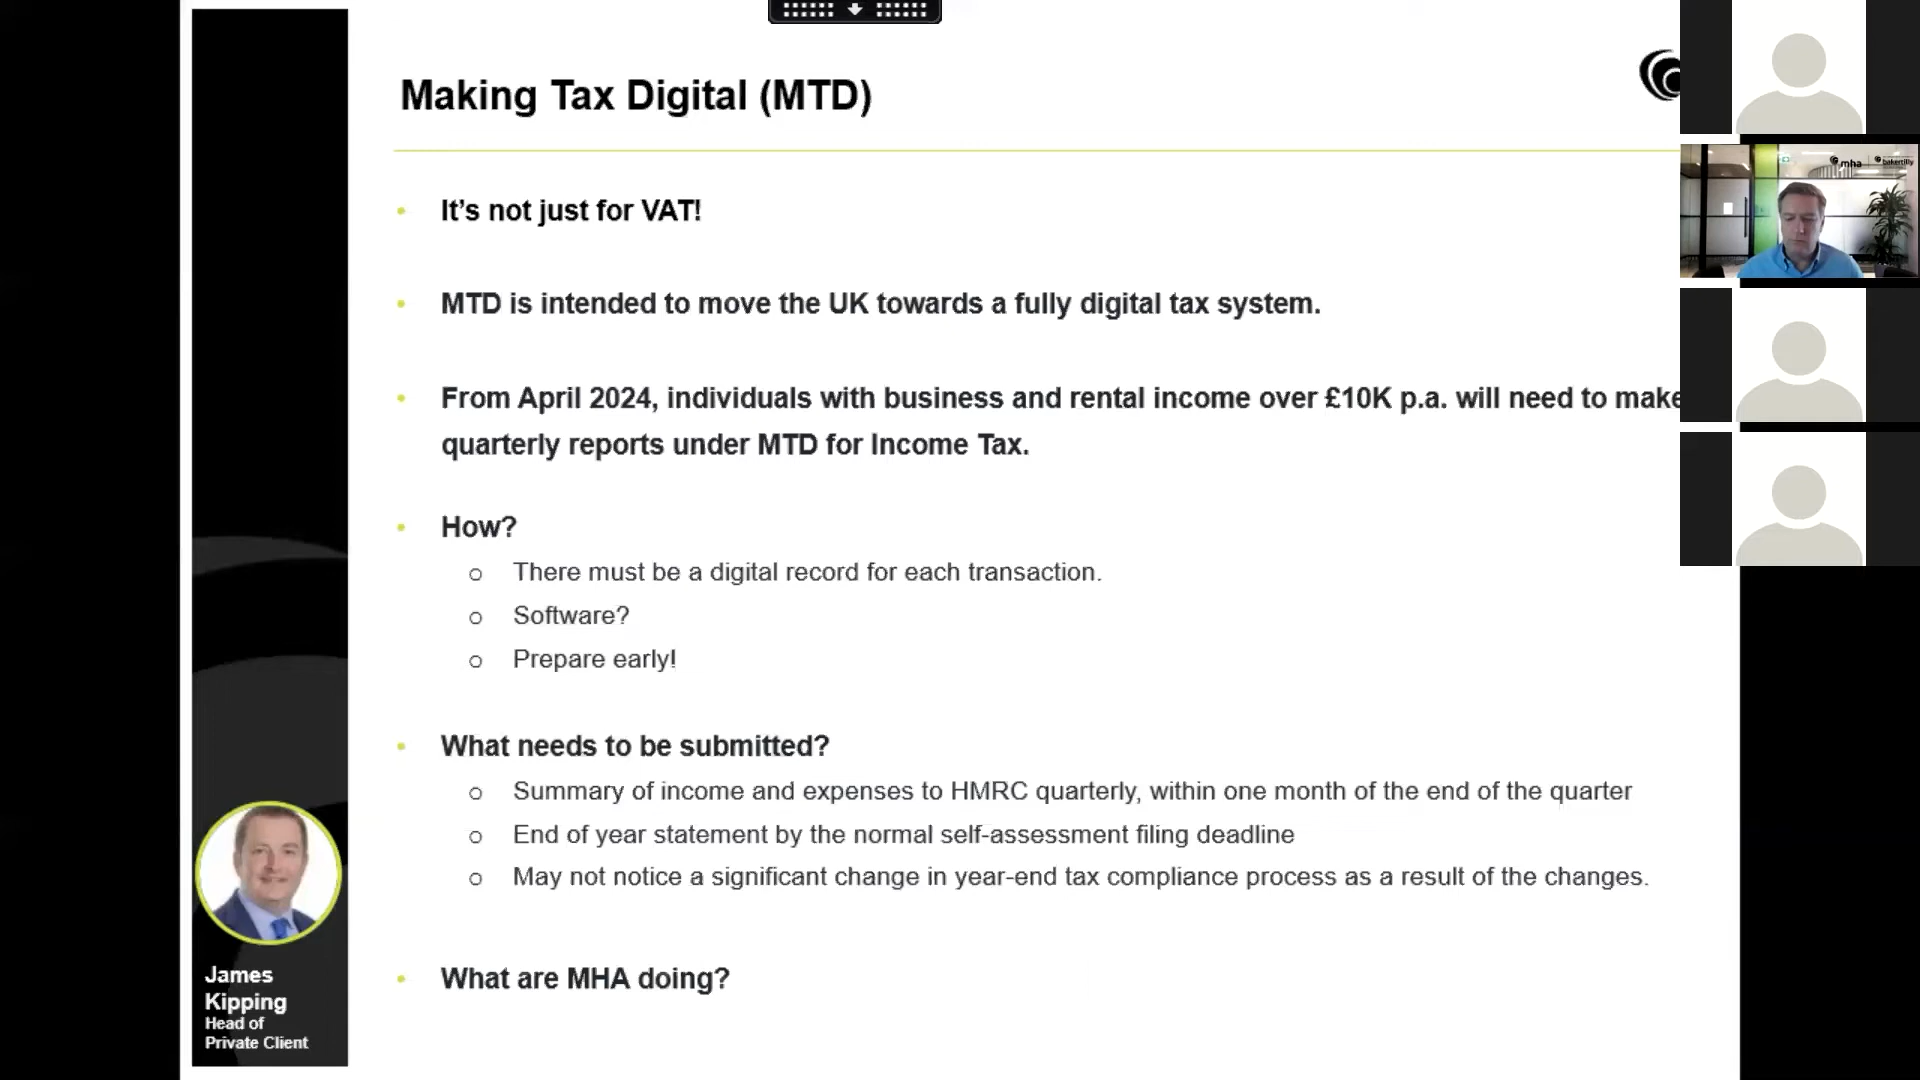 Making Tax Digital (MTD)
It’s not just for VAT!
MTD is intended to move the UK towards a fully digital tax system.
From April 2024, individuals with business and rental income over £10K p.a. will need to make
quarterly reports under MTD for Income Tax.
How?
There must be a digital record for each transaction.
Software?
Prepare early!
What needs to be submitted?
Summary of income and expenses to HMRC quarterly, within one month of the end of the quarter
End of year statement by the normal self-assessment filing deadline
May not notice a significant change in year-end tax compliance process as a result of the changes.
What are MHA doing?
James
Kipping
Head of
Private Client
mha
bakertilly